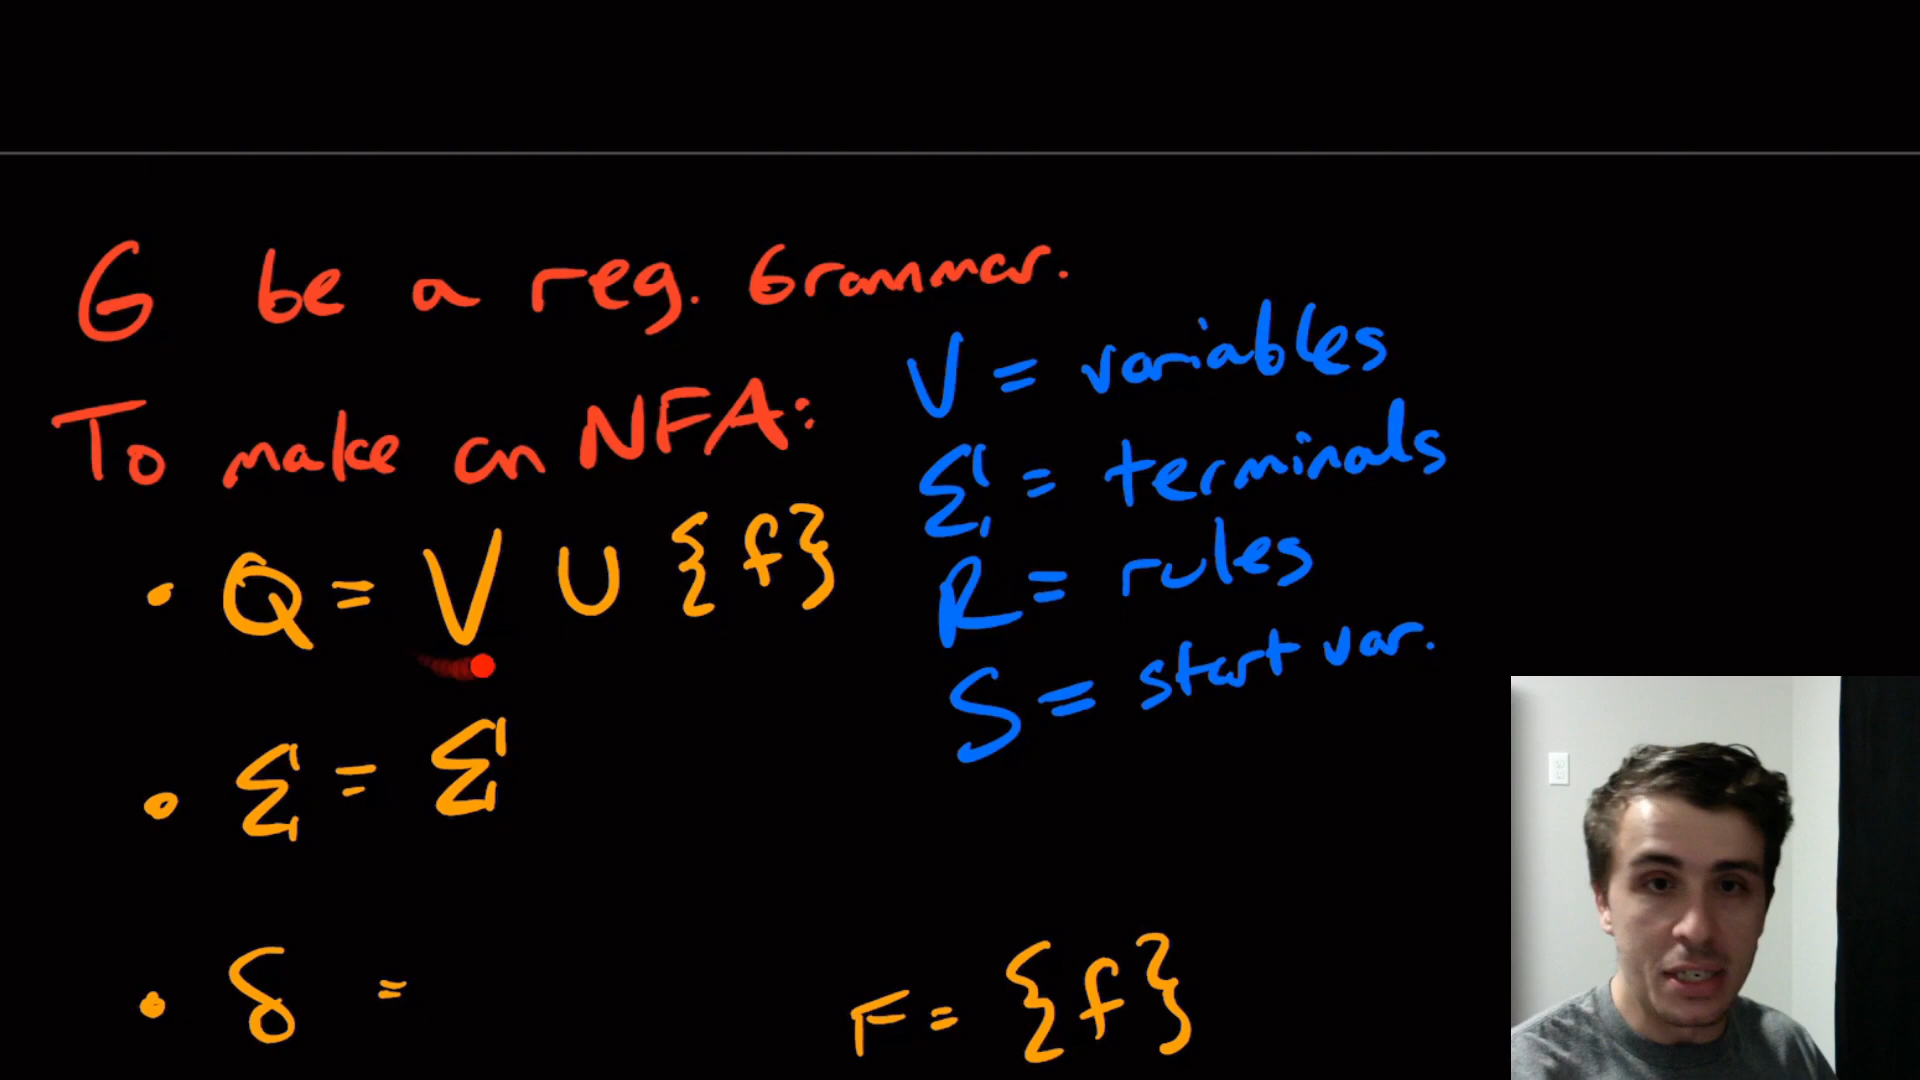 G be a reg. Grammar.
To make an NFA:
• Q = V ∪ {f}
• Σ = Σ
• δ =
F = {f}
V = variables
Σ = terminals
R = rules
S = start var.